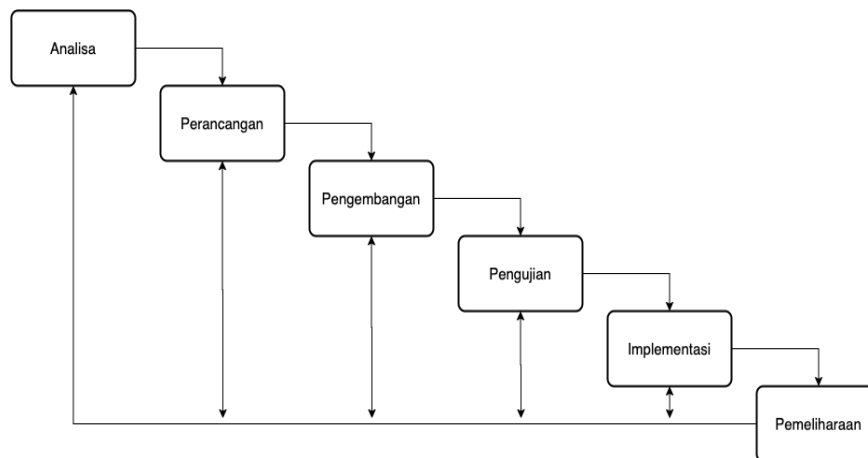 Analisa
Perancangan
Pengembangan
Pengujian
Implementasi
Pemeliharaan